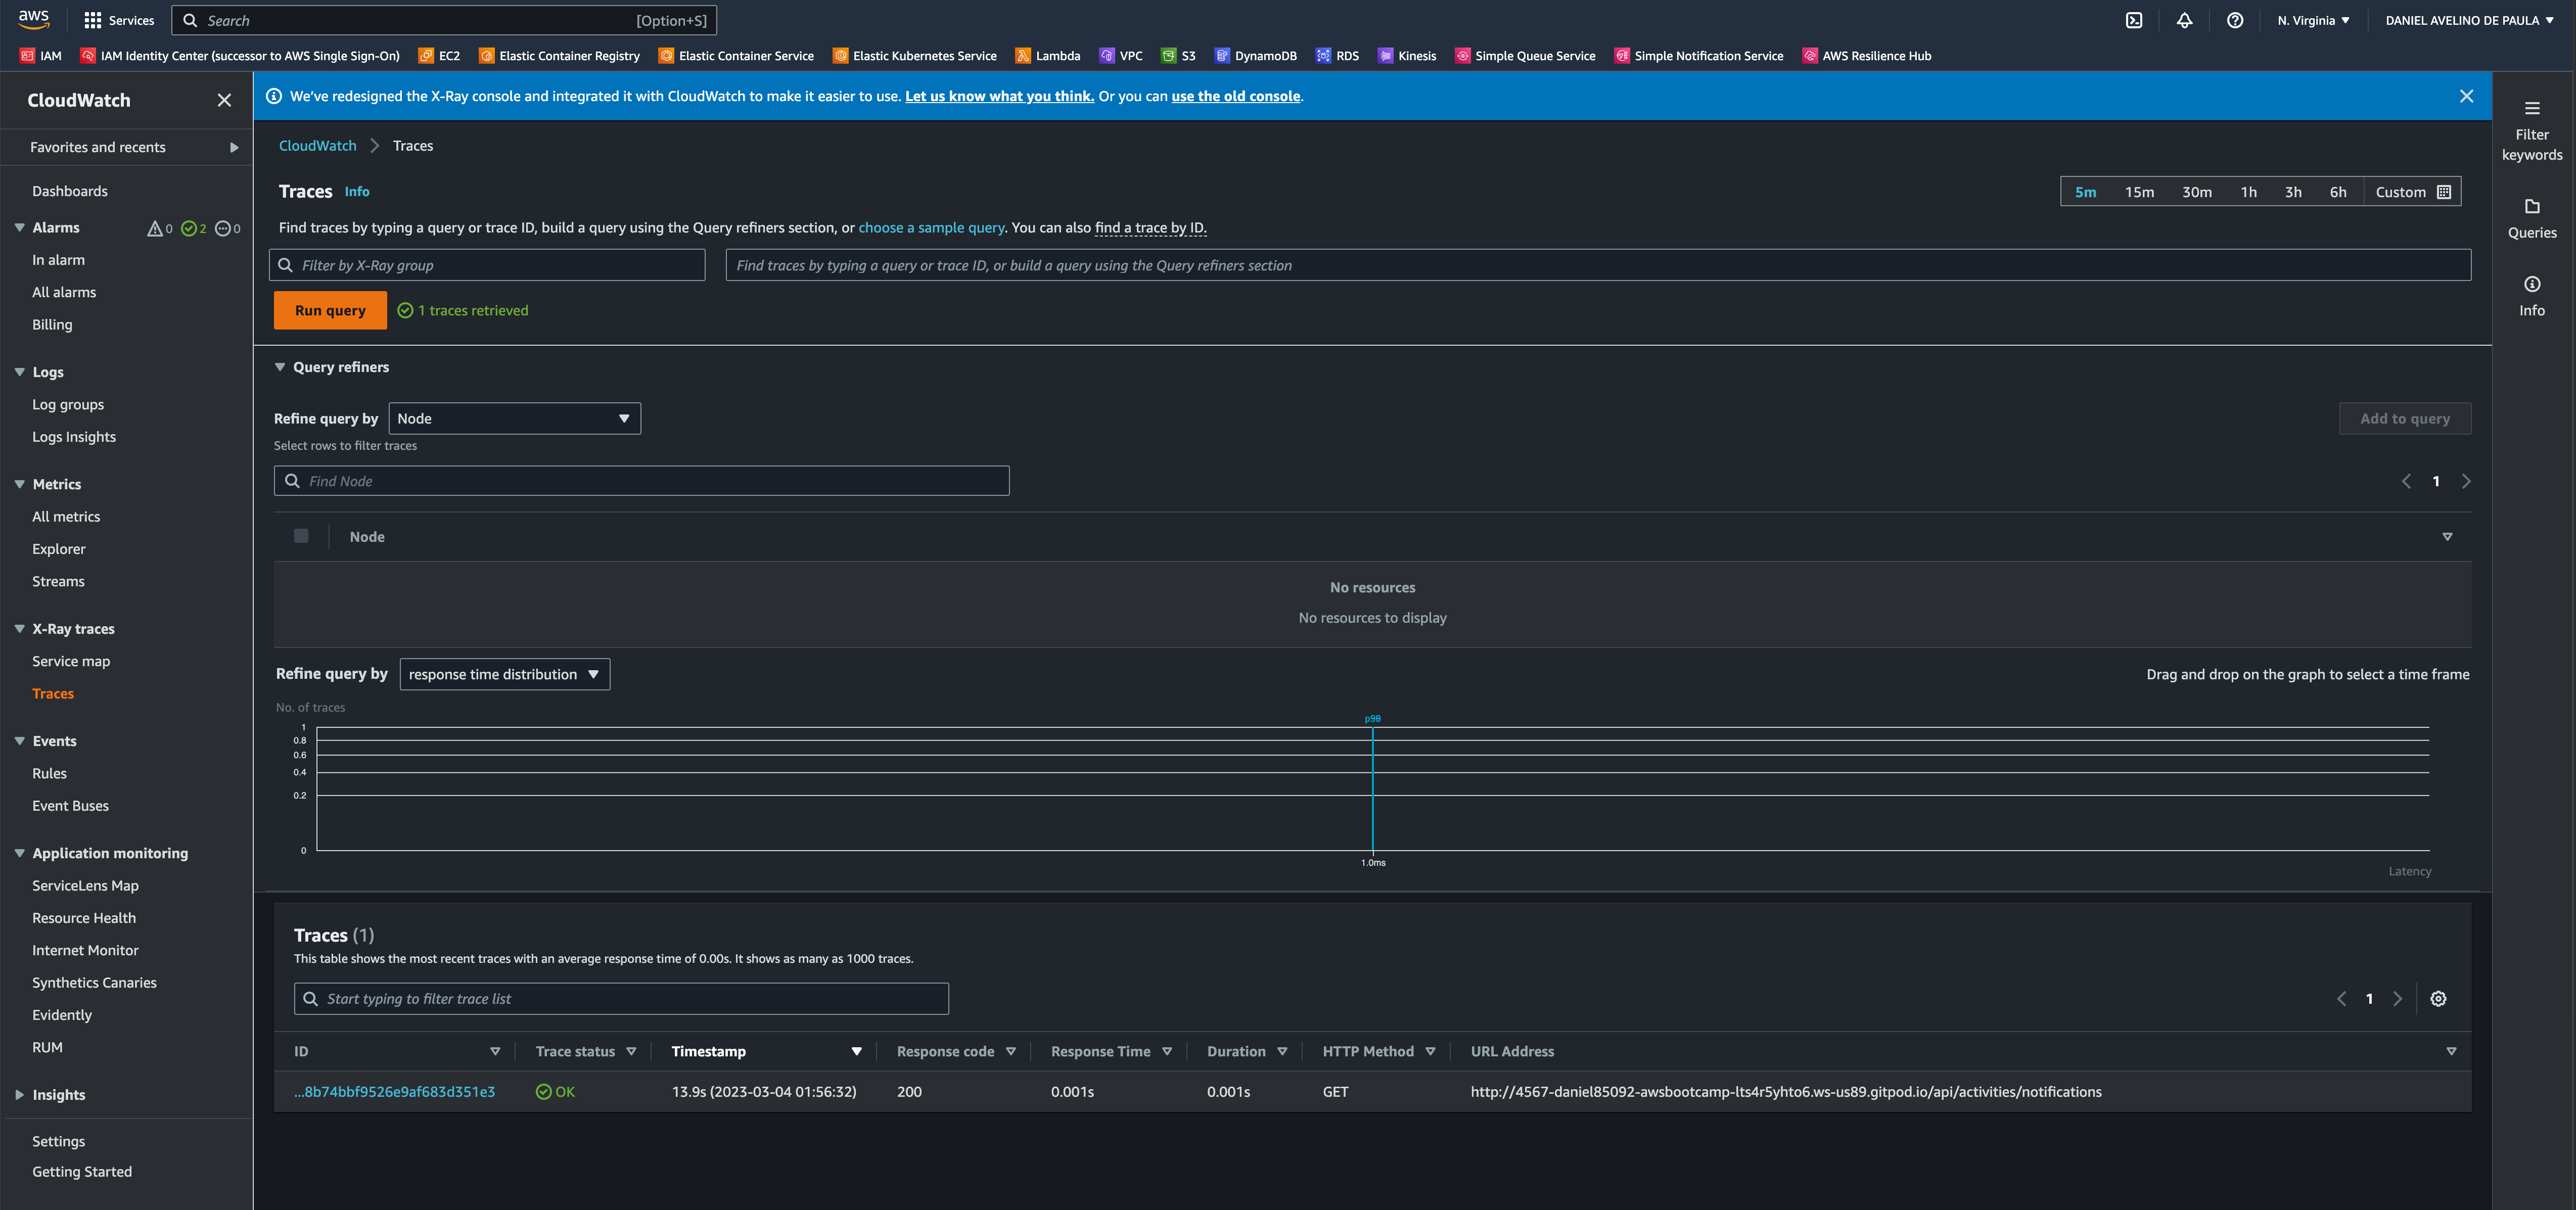 aws Services Search [Option+S] N. Virginia DANIEL AVELINO DE PAULA
IAM IAM Identity Center (successor to AWS Single Sign-On) EC2 Elastic Container Registry Elastic Container Service Elastic Kubernetes Service Lambda VPC S3 DynamoDB RDS Kinesis Simple Queue Service Simple Notification Service AWS Resilience Hub
CloudWatch
Favorites and recents
Dashboards
Alarms 0 2 0
In alarm
All alarms
Billing
Logs
Log groups
Logs Insights
Metrics
All metrics
Explorer
Streams
X-Ray traces
Service map
Traces
Events
Rules
Event Buses
Application monitoring
ServiceLens Map
Resource Health
Internet Monitor
Synthetics Canaries
Evidently
RUM
Insights
Settings
Getting Started
We've redesigned the X-Ray console and integrated it with CloudWatch to make it easier to use. Let us know what you think. Or you can use the old console.
CloudWatch Traces
Traces Info
5m 15m 30m 1h 3h 6h Custom
Find traces by typing a query or trace ID, build a query using the Query refiners section, or choose a sample query. You can also find a trace by ID.
Filter by X-Ray group Find traces by typing a query or trace ID, or build a query using the Query refiners section
Run query 1 traces retrieved
Query refiners
Refine query by Node Add to query
Select rows to filter traces
Find Node 1
Node
No resources
No resources to display
Refine query by response time distribution Drag and drop on the graph to select a time frame
No. of traces
1
0.8
0.6
0.4
0.2
0
1.0ms
Latency
Traces (1)
This table shows the most recent traces with an average response time of 0.00s. It shows as many as 1000 traces.
Start typing to filter trace list 1
ID Trace status Timestamp Response code Response Time Duration HTTP Method URL Address
...8b74bbf9526e9af683d351e3 OK 13.9s (2023-03-04 01:56:32) 200 0.001s 0.001s GET http://4567-daniel85092-awsbootcamp-lts4r5yhto6.ws-us89.gitpod.io/api/activities/notifications
Filter
keywords
Queries
Info